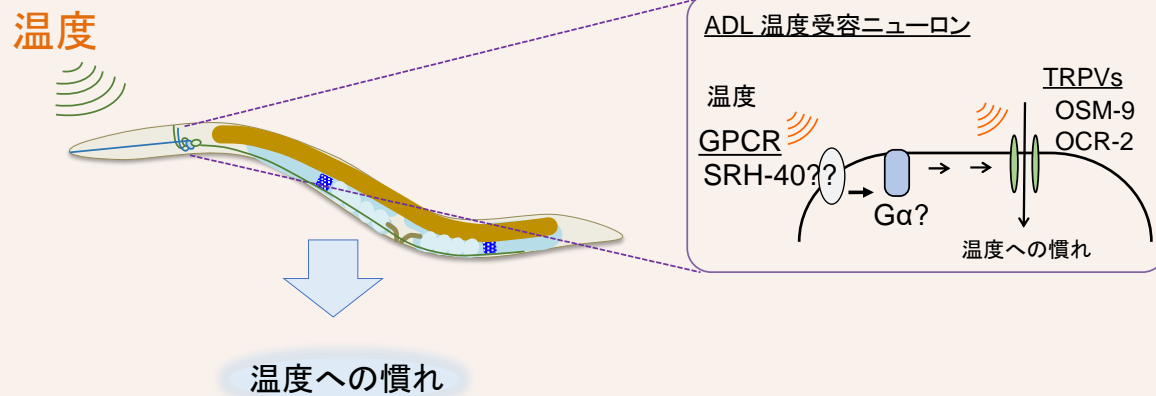 温度
ADL 温度受容ニューロン
温度
GPCR
SRH-40??
Gα?
TRPVs
OSM-9
OCR-2
温度への慣れ
温度への慣れ